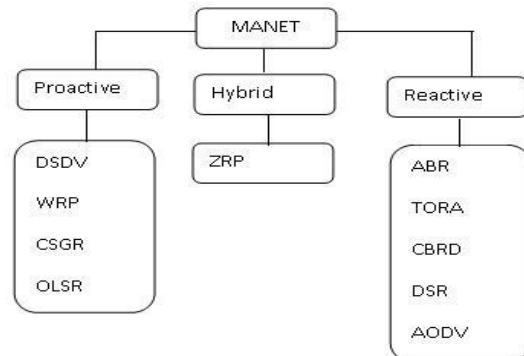 MANET
Proactive
Hybrid
Reactive
DSDV
WRP
CSGR
OLSR
ZRP
ABR
TORA
CBRD
DSR
AODV